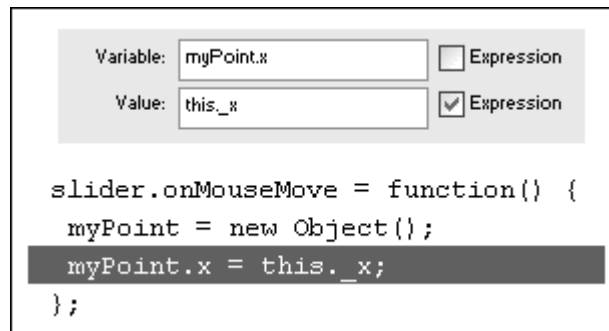 Variable: myPoint.x Expression
Value: this._x Expression
slider.onMouseMove = function() {
myPoint = new Object();
myPoint.x = this._x;
};